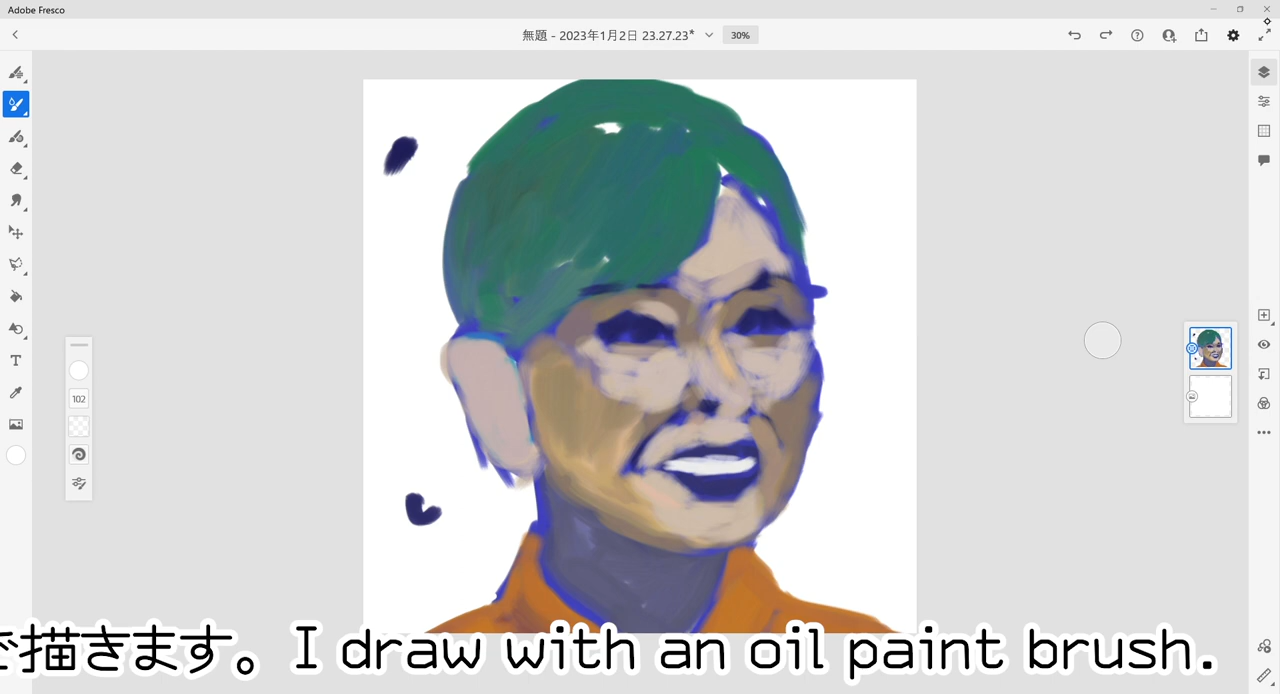 Adobe Fresco
無題 - 2023年1月2日 23.27.23*
30%
102
で描きます。I draw with an oil paint brush.